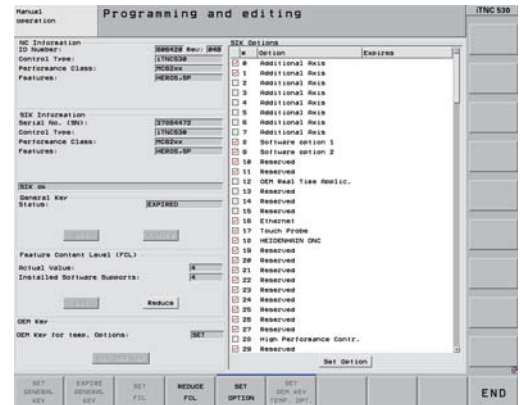 Manual operation
Programming and editing
iTNC 530
NC Information
ID Number: 606420 Rev: 04B
Control Type: iTNC530
Performance Class: MC62xx
Features: HEROS.SP
SIK Information
Serial No. (SN):
Control Type: iTNC530
Performance Class: MC62xx
Features: HEROS.SP
SIK ok
General Key
Status: EXPIRED
Feature Content Level (FCL)
Actual Value: 4
Installed Software Supports: 4
Reduce
OEM Key
OEM Key for temp. Options: SET
SIK Options
# Option Expires
0 Additional Axis
1 Additional Axis
2 Additional Axis
3 Additional Axis
4 Additional Axis
5 Additional Axis
6 Additional Axis
7 Additional Axis
8 Software option 1
9 Software option 2
10 Reserved
11 Reserved
12 OEM Real Time Applic.
13 Reserved
14 Reserved
15 Reserved
16 Ethernet
17 Touch Probe
18 HEIDENHAIN DNC
19 Reserved
20 Reserved
21 Reserved
22 Reserved
23 Reserved
24 Reserved
25 Reserved
26 Reserved
27 Reserved
28 High Performance Contr.
29 Reserved
Set Option
SET GENERAL KEY
EXPIRE GENERAL KEY
SET FCL
REDUCE FCL
SET OPTION
SET OEM KEY TEMP. OPT.
END